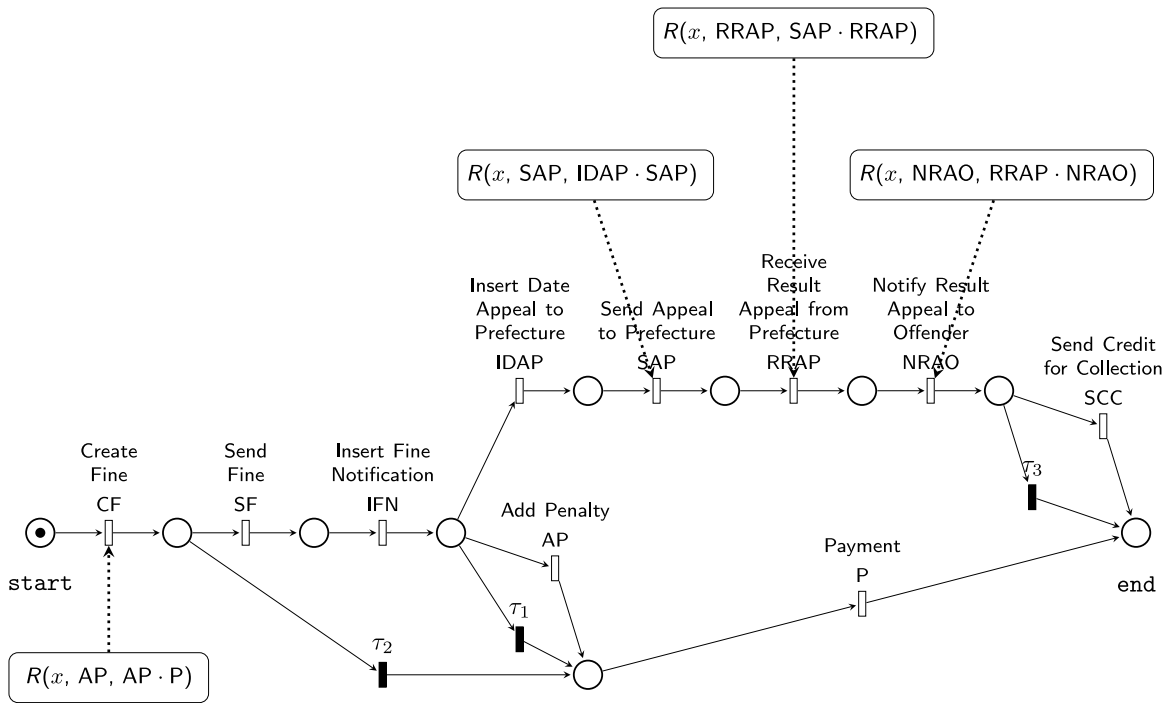 R(x, RRAP, SAP · RRAP)
R(x, SAP, IDAP · SAP)
R(x, NRAO, RRAP · NRAO)
Insert Date
Appeal to
Prefecture
IDAP
Send Appeal
to Prefecture
SAP
Receive
Result
Appeal from
Prefecture
RRAP
Notify Result
Appeal to
Offender
NRAO
Send Credit
for Collection
SCC
τ3
Create
Fine
CF
Send
Fine
SF
Insert Fine
Notification
IFN
Add Penalty
AP
Payment
P
start
end
τ1
τ2
R(x, AP, AP · P)